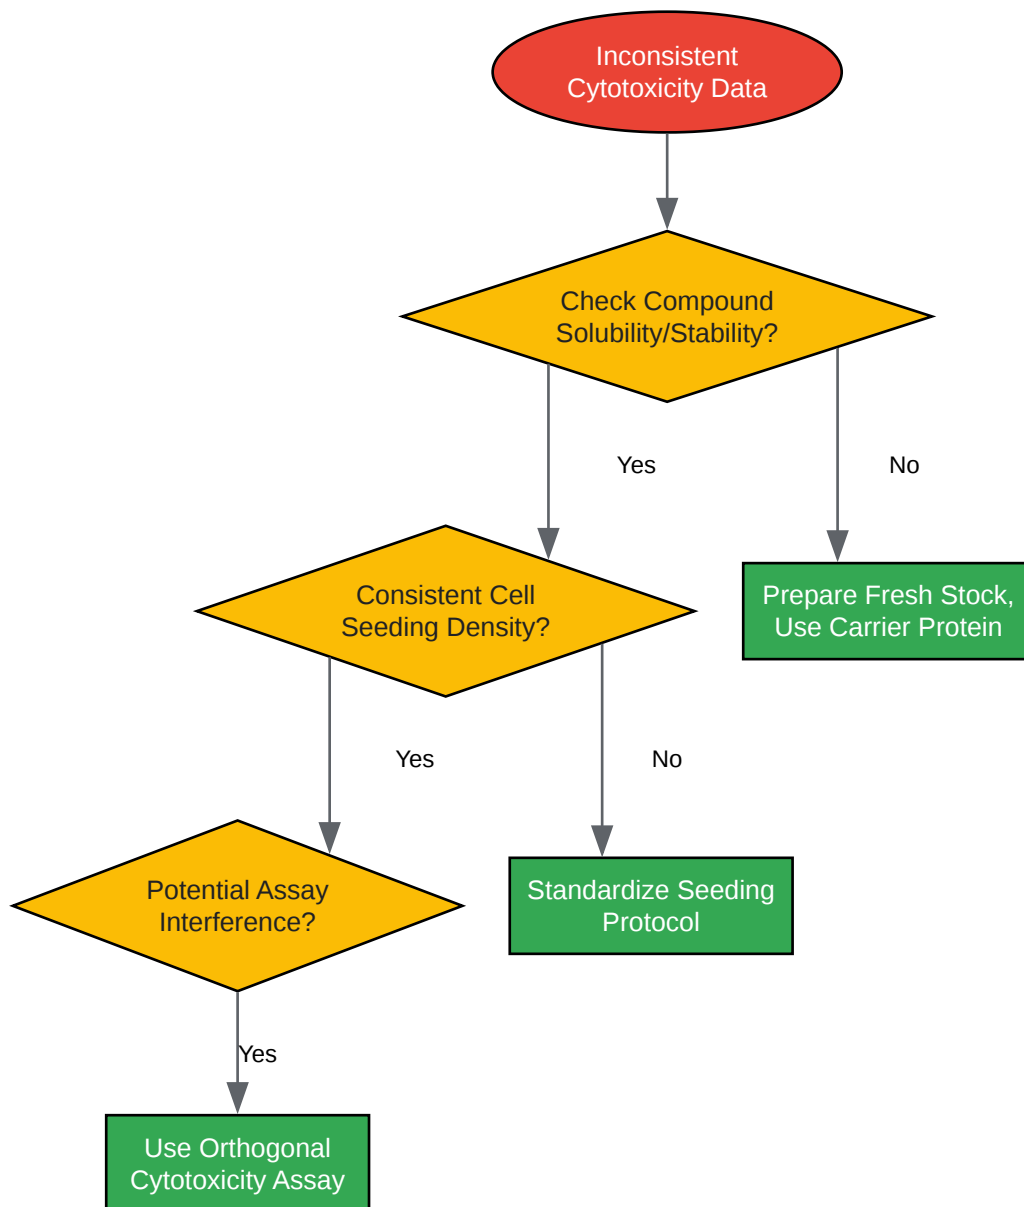 Inconsistent
Cytotoxicity Data
Check Compound
Solubility/Stability?
Yes
No
Consistent Cell
Seeding Density?
Prepare Fresh Stock,
Use Carrier Protein
Yes
No
Potential Assay
Interference?
Standardize Seeding
Protocol
Yes
Use Orthogonal
Cytotoxicity Assay